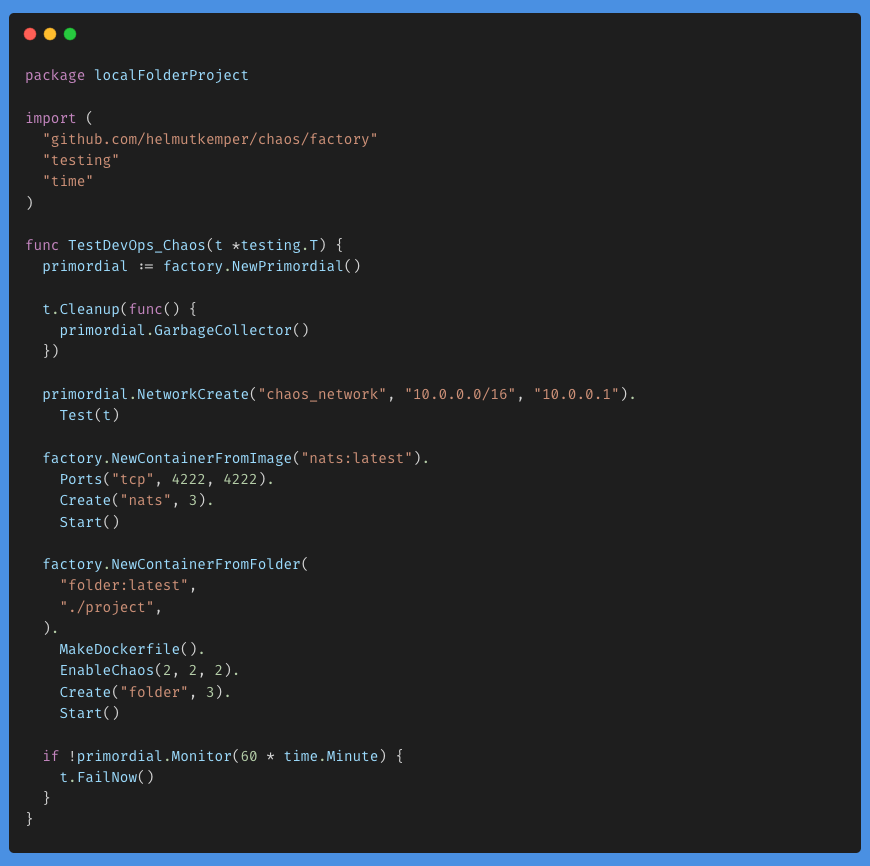 package localFolderProject

import (
  "github.com/helmutkemper/chaos/factory"
  "testing"
  "time"
)

func TestDevOps_Chaos(t *testing.T) {
  primordial := factory.NewPrimordial()

  t.Cleanup(func() {
    primordial.GarbageCollector()
  })

  primordial.NetworkCreate("chaos_network", "10.0.0.0/16", "10.0.0.1").
    Test(t)

  factory.NewContainerFromImage("nats:latest").
    Ports("tcp", 4222, 4222).
    Create("nats", 3).
    Start()

  factory.NewContainerFromFolder(
    "folder:latest",
    "./project",
  ).
    MakeDockerfile().
    EnableChaos(2, 2, 2).
    Create("folder", 3).
    Start()

  if !primordial.Monitor(60 * time.Minute) {
    t.FailNow()
  }
}